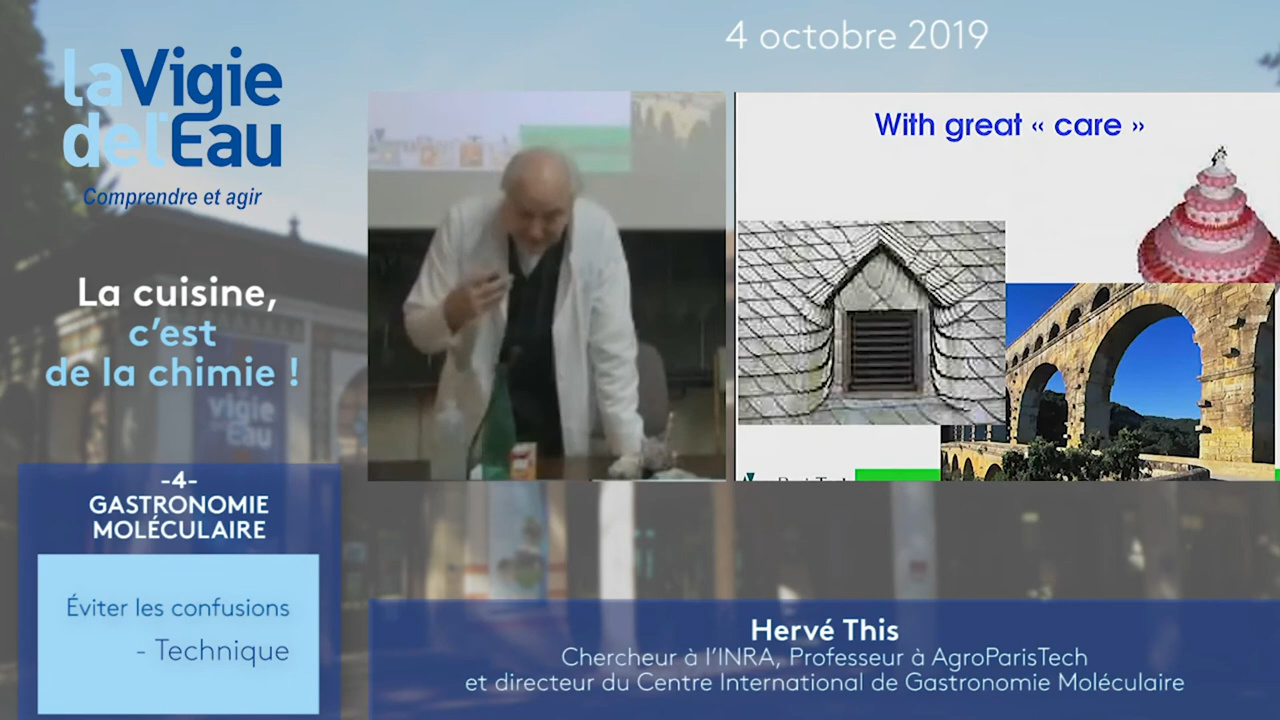 4 octobre 2019
la Vigie
de l'Eau
Comprendre et agir
La cuisine,
c'est
de la chimie !
-4-
GASTRONOMIE
MOLÉCULAIRE
Éviter les confusions
- Technique
With great « care »
vigie
Eau
Hervé This
Chercheur à l'INRA, Professeur à AgroParisTech
et directeur du Centre International de Gastronomie Moléculaire